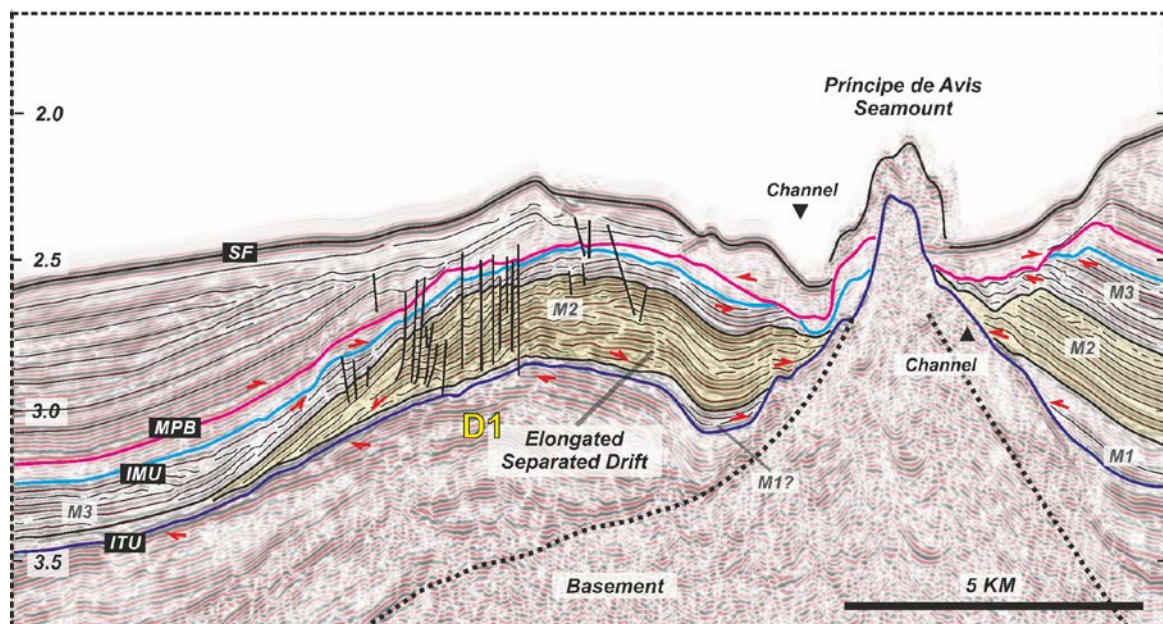 2.0
Príncipe de Avis
Seamount
Channel
SF
2.5
M2
M3
M2
Channel
3.0
MPB
D1
Elongated
Separated Drift
IMU
M1
M1?
M3
ITU
3.5
Basement
5 KM